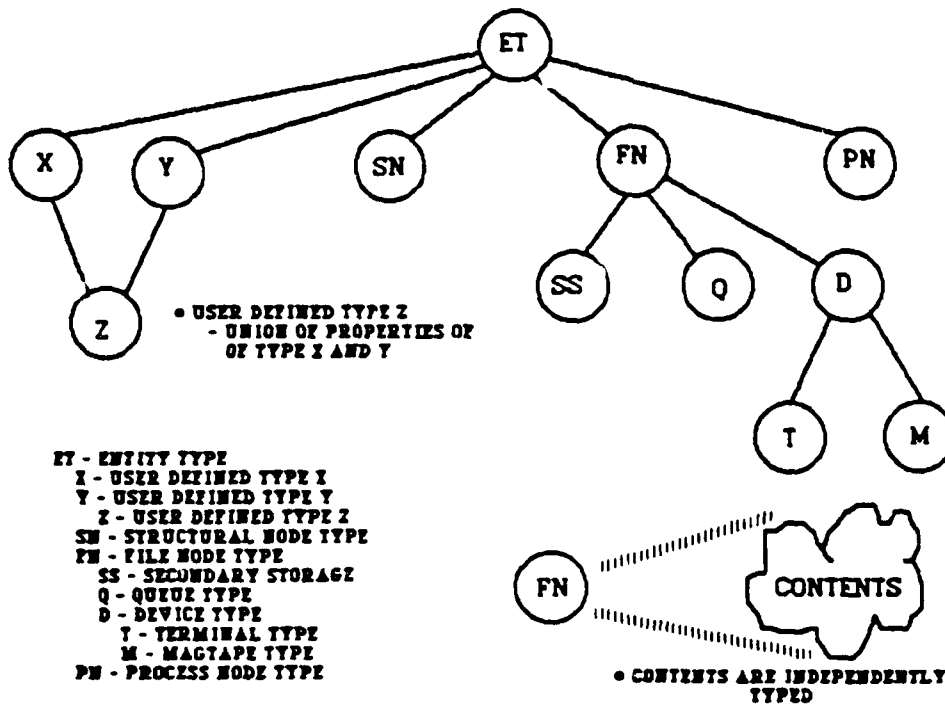 ET
X
Y
SN
FN
PN
SS
Q
D
Z
• USER DEFINED TYPE Z
- UNION OF PROPERTIES OF
OF TYPE X AND Y
T
M
ET - ENTITY TYPE
X - USER DEFINED TYPE X
Y - USER DEFINED TYPE Y
Z - USER DEFINED TYPE Z
SN - STRUCTURAL NODE TYPE
FN - FILE NODE TYPE
SS - SECONDARY STORAGE
Q - QUEUE TYPE
D - DEVICE TYPE
T - TERMINAL TYPE
M - MAGTAPE TYPE
PN - PROCESS NODE TYPE
FN
CONTENTS
• CONTENTS ARE INDEPENDENTLY
TYPED